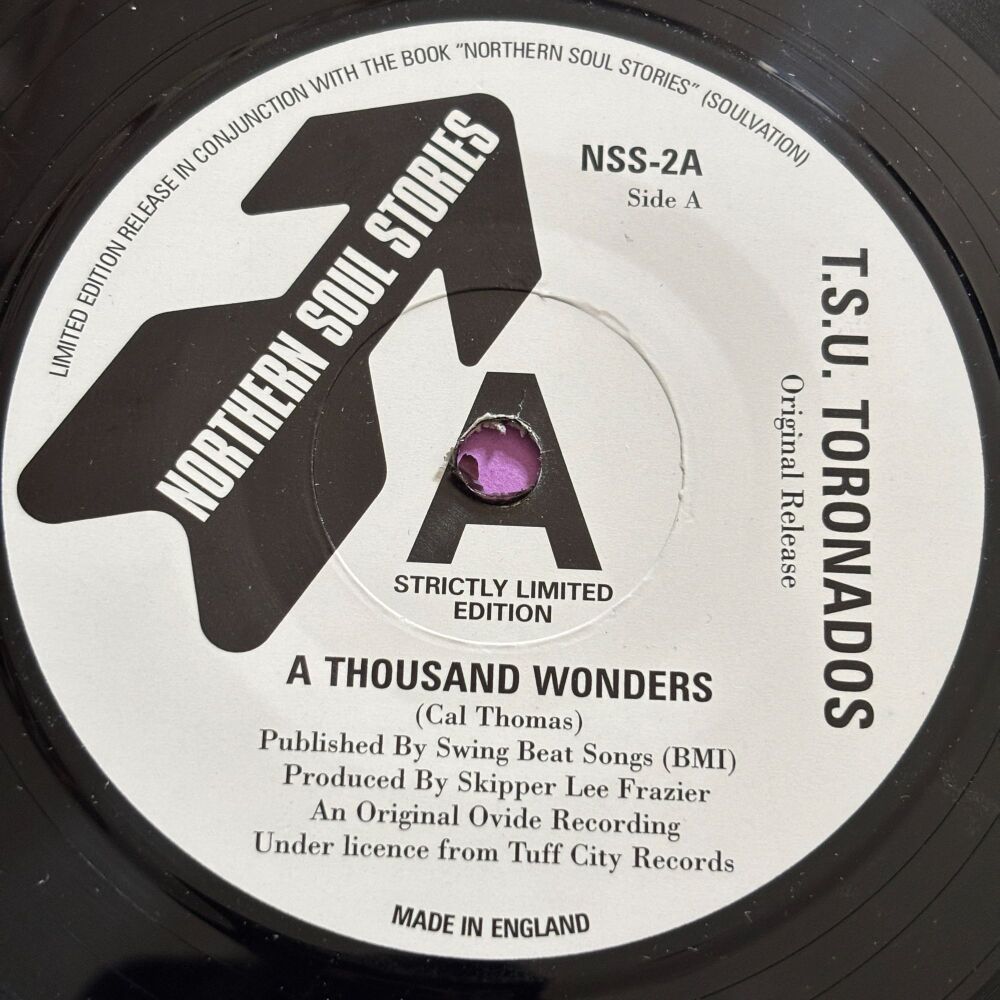 LIMITED EDITION RELEASE IN CONJUNCTION WITH THE BOOK "NORTHERN SOUL STORIES" (SOULVATION)
NORTHERN SOUL STORIES
NSS-2A
Side A
T.S.U. TORONADOS
Original Release
A
STRICTLY LIMITED
EDITION
A THOUSAND WONDERS
(Cal Thomas)
Published By Swing Beat Songs (BMI)
Produced By Skipper Lee Frazier
An Original Ovide Recording
Under licence from Tuff City Records
MADE IN ENGLAND